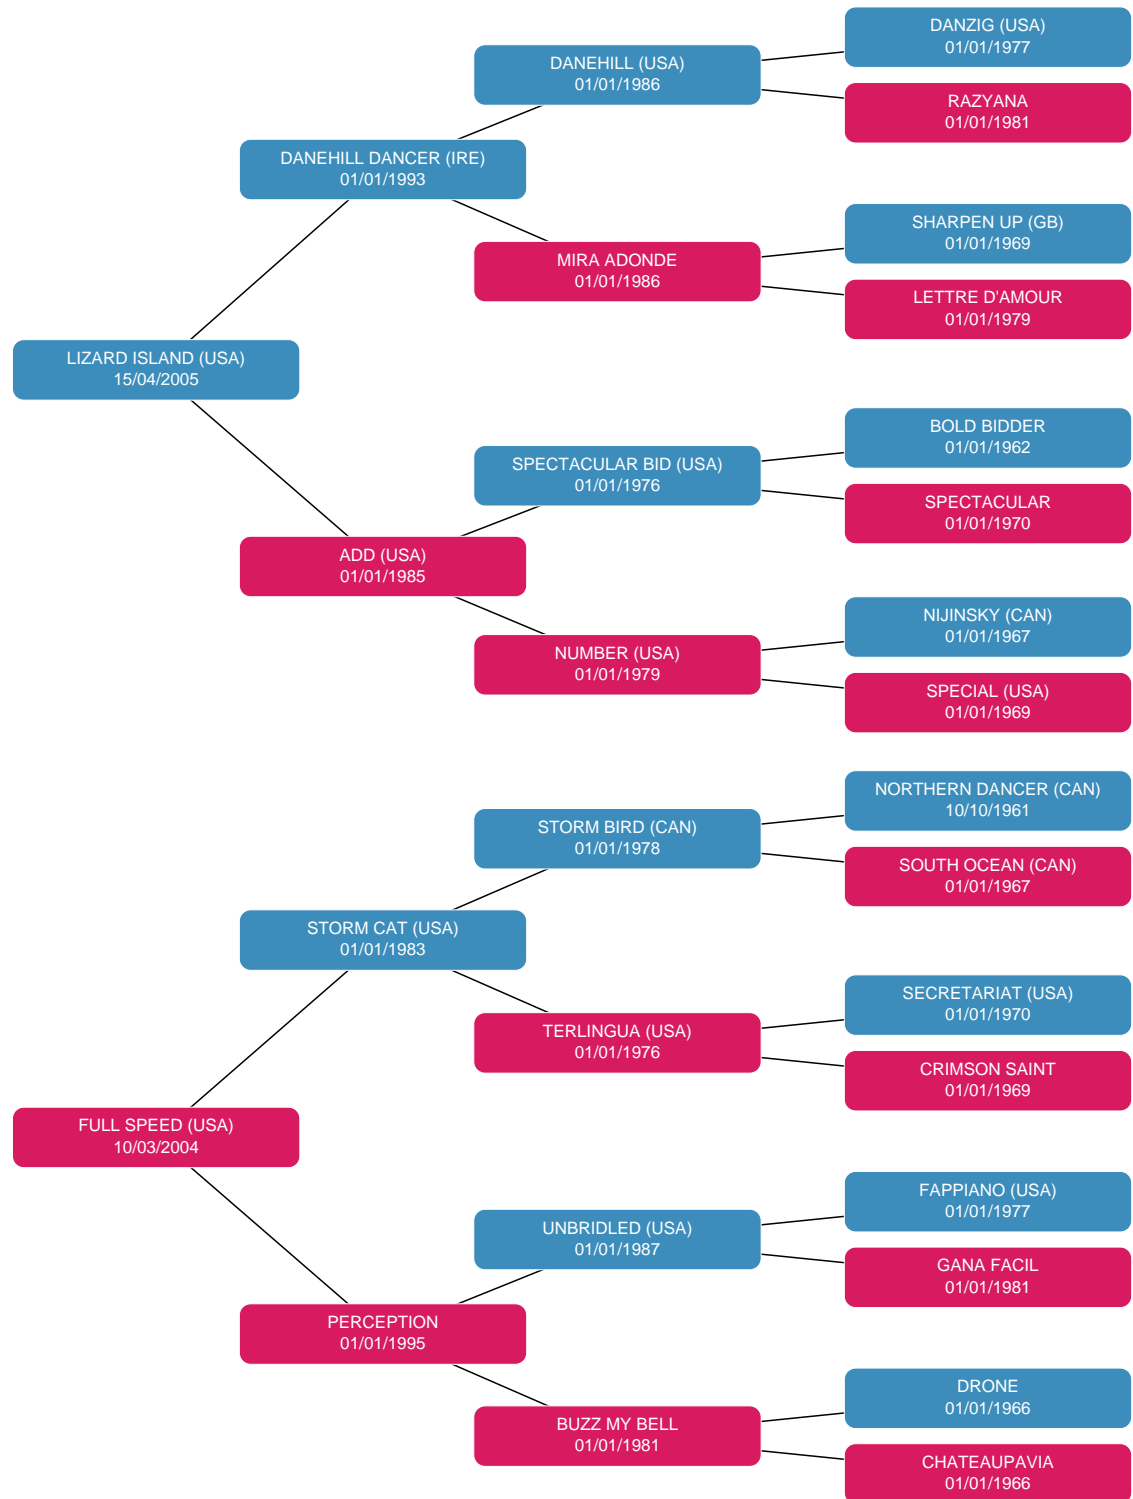 DANZIG (USA)
01/01/1977
DANEHILL (USA)
01/01/1986
RAZYANA
01/01/1981
DANEHILL DANCER (IRE)
01/01/1993
SHARPEN UP (GB)
01/01/1969
MIRA ADONDE
01/01/1986
LETTRE D'AMOUR
01/01/1979
LIZARD ISLAND (USA)
15/04/2005
BOLD BIDDER
01/01/1962
SPECTACULAR BID (USA)
01/01/1976
SPECTACULAR
01/01/1970
ADD (USA)
01/01/1985
NIJINSKY (CAN)
01/01/1967
NUMBER (USA)
01/01/1979
SPECIAL (USA)
01/01/1969
NORTHERN DANCER (CAN)
10/10/1961
STORM BIRD (CAN)
01/01/1978
SOUTH OCEAN (CAN)
01/01/1967
STORM CAT (USA)
01/01/1983
SECRETARIAT (USA)
01/01/1970
TERLINGUA (USA)
01/01/1976
CRIMSON SAINT
01/01/1969
FULL SPEED (USA)
10/03/2004
FAPPIANO (USA)
01/01/1977
UNBRIDLED (USA)
01/01/1987
GANA FACIL
01/01/1981
PERCEPTION
01/01/1995
DRONE
01/01/1966
BUZZ MY BELL
01/01/1981
CHATEAUPAVIA
01/01/1966